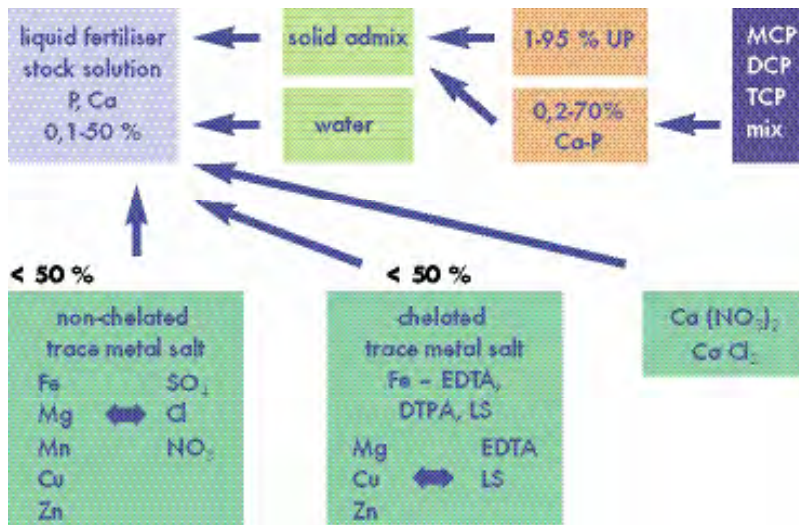 liquid fertiliser
stock solution
P, Ca
0,1-50 %
solid admix
water
1-95 % UP
0,2-70%
Ca-P
MCP
DCP
TCP
mix
< 50 %
non-chelated
trace metal salt
Fe SO₄
Mg Cl
Mn NO₃
Cu
Zn
< 50 %
chelated
trace metal salt
Fe – EDTA,
DTPA, LS
Mg EDTA
Cu LS
Zn
Ca (NO₃)₂
Ca Cl₂